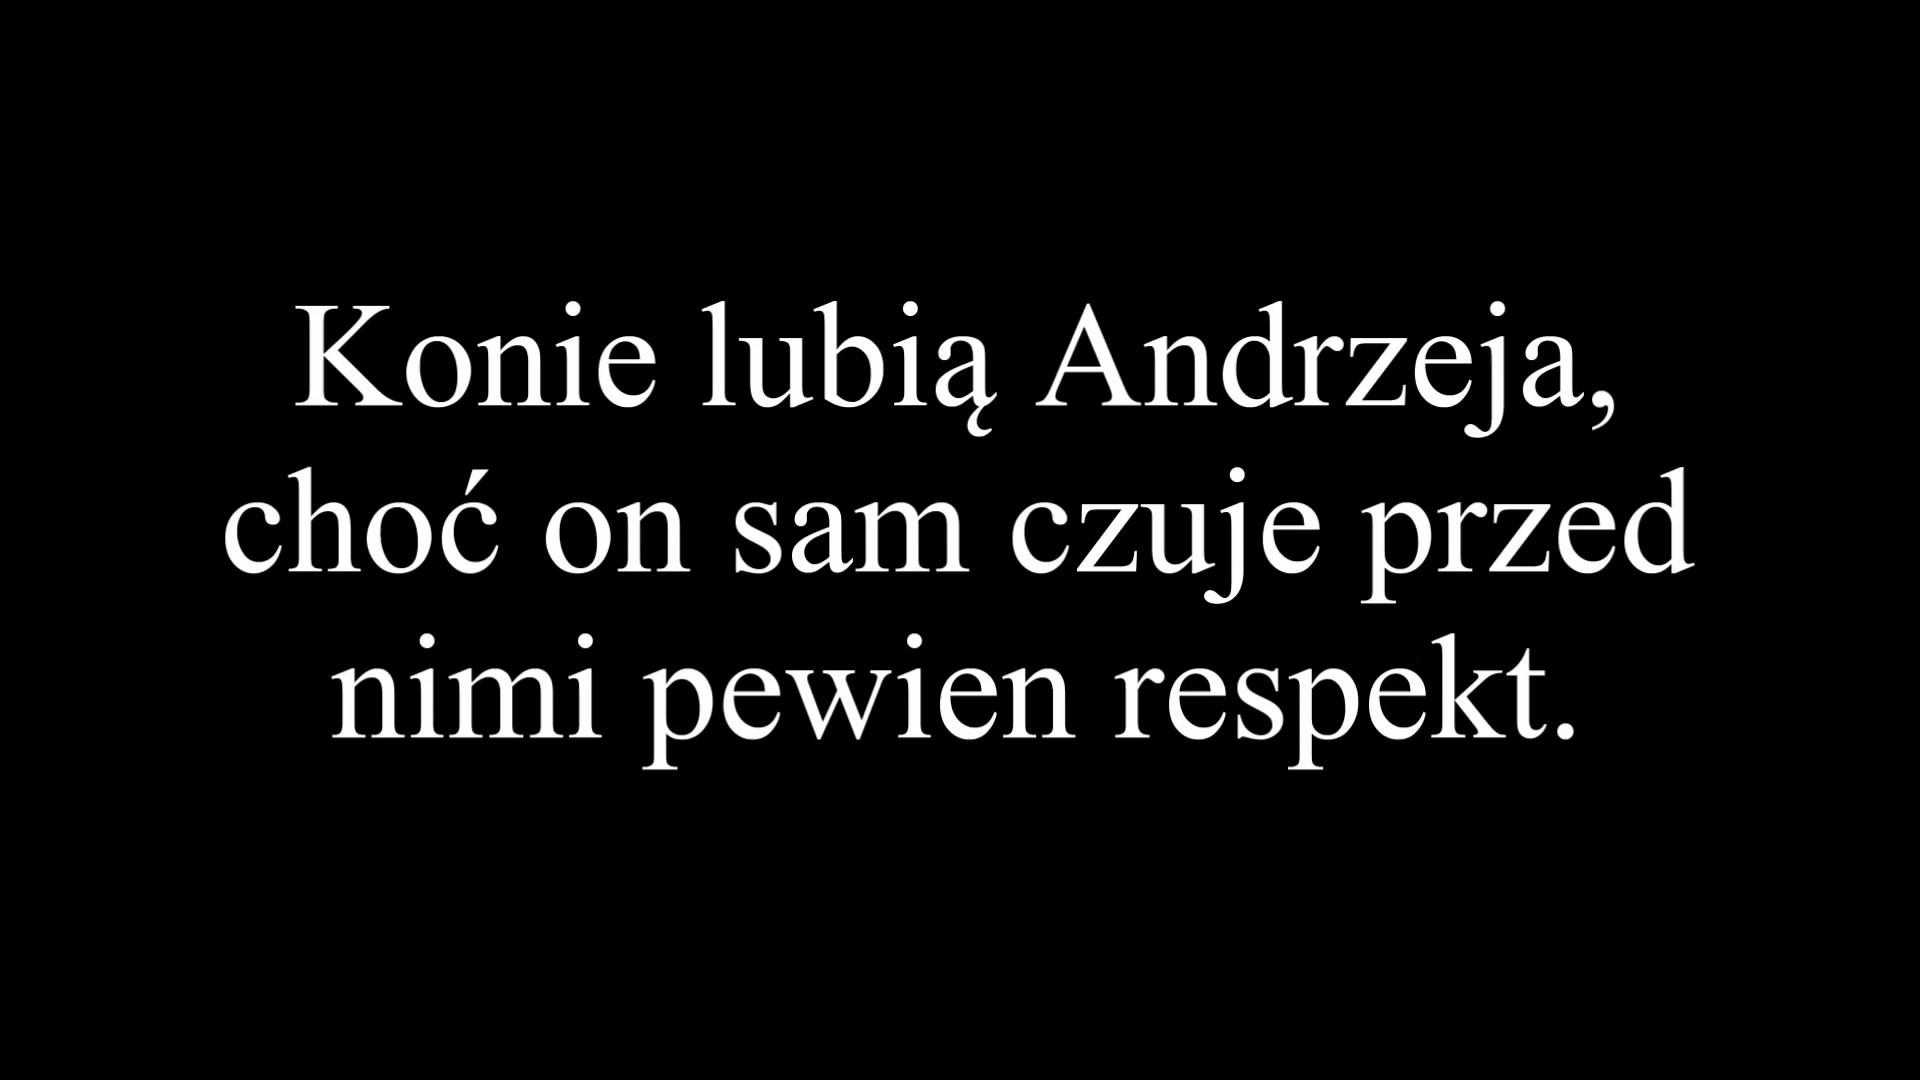 Konie lubią Andrzeja,
choć on sam czuje przed
nimi pewien respekt.